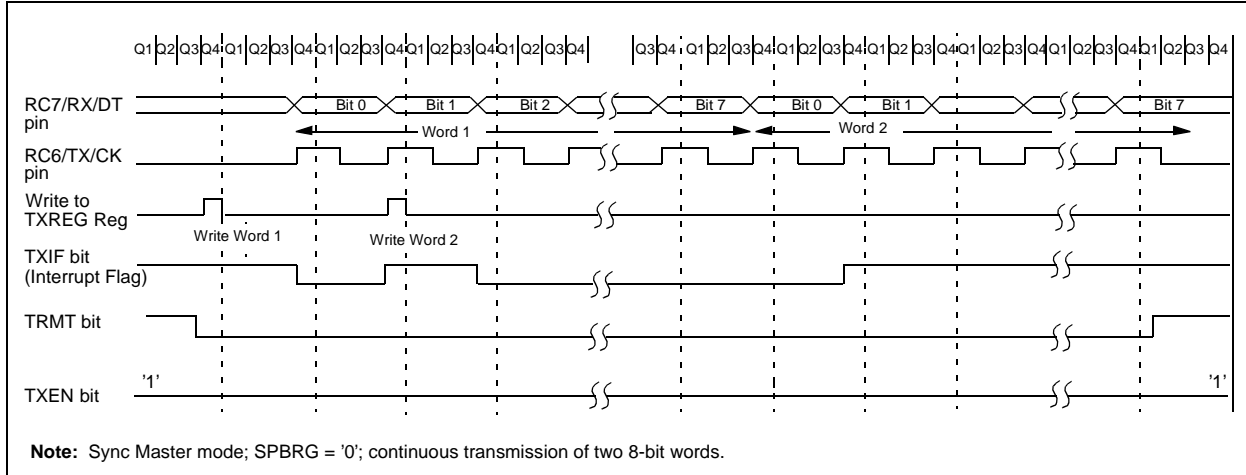 Q1 Q2 Q3 Q4 Q1 Q2 Q3 Q4 Q1 Q2 Q3 Q4 Q1 Q2 Q3 Q4 Q1 Q2 Q3 Q4 Q3 Q4 Q1 Q2 Q3 Q4 Q1 Q2 Q3 Q4 Q1 Q2 Q3 Q4 Q1 Q2 Q3 Q4 Q1 Q2 Q3 Q4 Q1 Q2 Q3 Q4
RC7/RX/DT
pin
Bit 0 Bit 1 Bit 2 Bit 7 Bit 0 Bit 1 Bit 7
Word 1 Word 2
RC6/TX/CK
pin
Write to
TXREG Reg
Write Word 1 Write Word 2
TXIF bit
(Interrupt Flag)
TRMT bit
'1' '1'
TXEN bit
Note: Sync Master mode; SPBRG = '0'; continuous transmission of two 8-bit words.